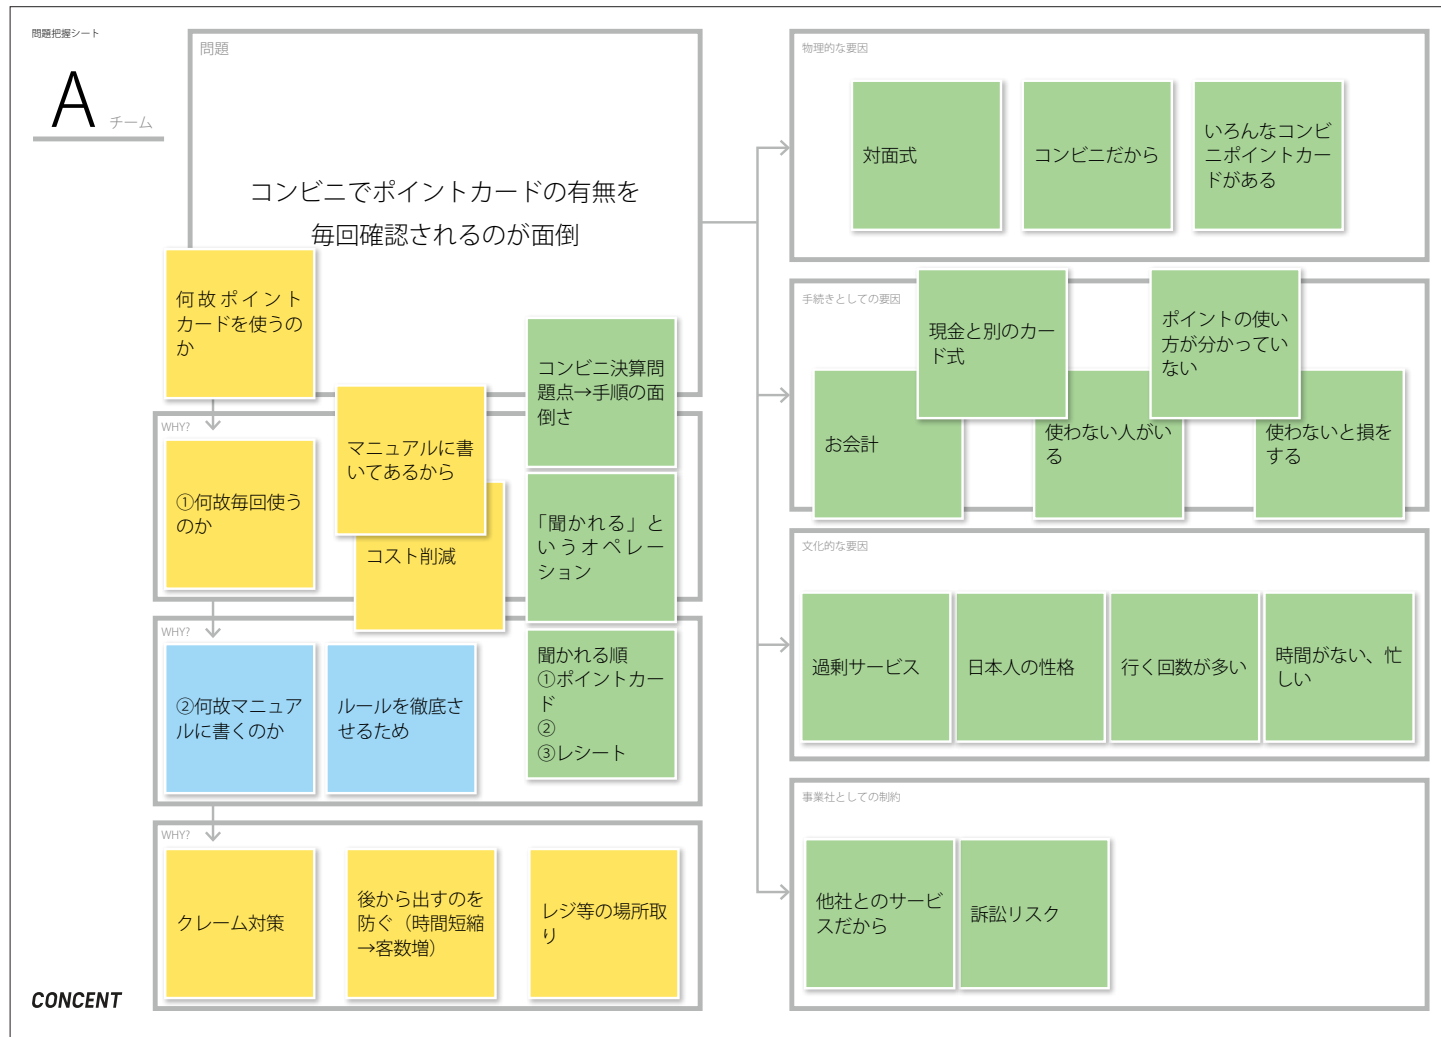 問題把握シート
A
チーム
問題
コンビニでポイントカードの有無を
毎回確認されるのが面倒
何故ポイント
カードを使うの
か
コンビニ決算問
題点→手順の面
倒さ
WHY?
①何故毎回使う
のか
マニュアルに書
いてあるから
コスト削減
「聞かれる」と
いうオペレー
ション
WHY?
②何故マニュア
ルに書くのか
ルールを徹底さ
せるため
聞かれる順
①ポイントカー
ド
②
③レシート
WHY?
クレーム対策
後から出すのを
防ぐ（時間短縮
→客数増）
レジ等の場所取
り
物理的な要因
対面式
コンビニだから
いろんなコンビ
ニポイントカー
ドがある
手続きとしての要因
現金と別のカー
ド式
ポイントの使い
方が分かってい
ない
お会計
使わない人がい
る
使わないと損を
する
文化的な要因
過剰サービス
日本人の性格
行く回数が多い
時間がない、忙
しい
事業社としての制約
他社とのサービ
スだから
訴訟リスク
CONCENT